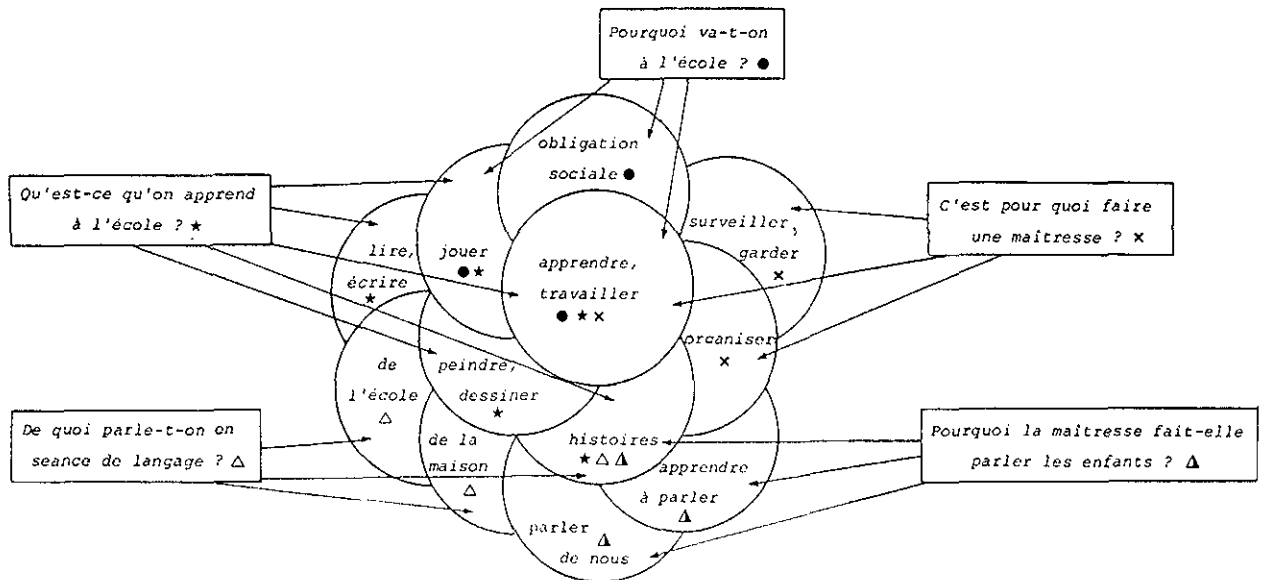 Pourquoi va-t-on
à l'école ? ●
obligation
sociale ●
Qu'est-ce qu'on apprend
à l'école ? ★
C'est pour quoi faire
une maîtresse ? ×
surveiller,
garder
×
lire,
écrire
★
jouer
● ★
apprendre,
travailler
● ★ ×
orcaniser
×
de
l'école
△
peindre,
dessiner
★
De quoi parle-t-on en
seance de langage ? △
de la
maison
△
histoires
★ △ ◮
Pourquoi la maîtresse fait-elle
parler les enfants ? ◮
apprendre
à parler
◮
parler ◮
de nous